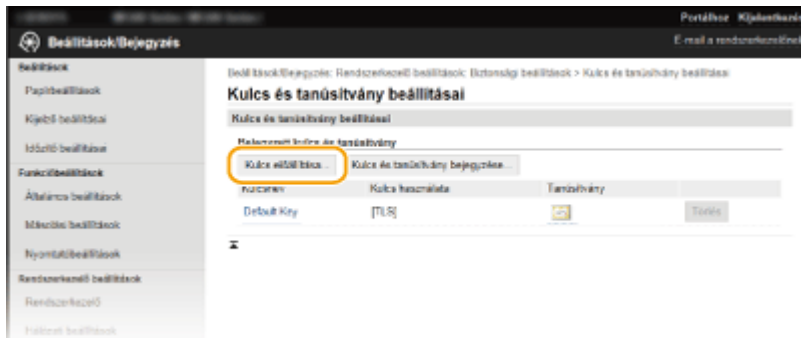 Portálhoz Kijelentkezés
Beállítások/Bejegyzés
E-mail a rendszerkezelőnek
Beállítások
Papírbeállítások
Kijelző beállításai
Időzítő beállításai
Funkcióbeállítások
Általános beállítások
Másolási beállítások
Nyomtatóbeállítások
Rendszerkezelő beállítások
Rendszerkezelő
Hálózati beállítások
Beállítások/Bejegyzés: Rendszerkezelő beállítások: Biztonsági beállítások > Kulcs és tanúsítvány beállításai
Kulcs és tanúsítvány beállításai
Kulcs és tanúsítvány beállításai
Bejegyzett kulcs és tanúsítvány
Kulcs előállítása... Kulcs és tanúsítvány bejegyzése...
Kulcsnév Kulcs használata Tanúsítvány
Default Key [TLS] Törlés